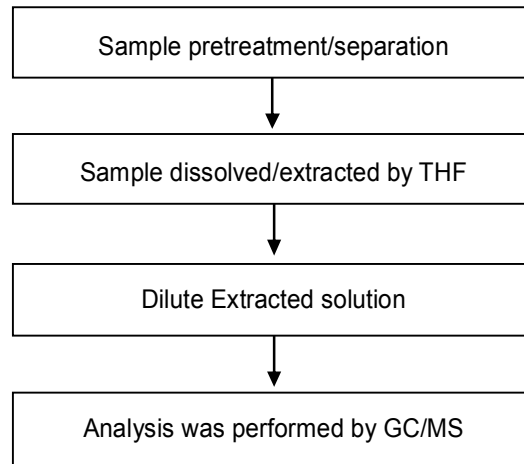 Sample pretreatment/separation
Sample dissolved/extracted by THF
Dilute Extracted solution
Analysis was performed by GC/MS